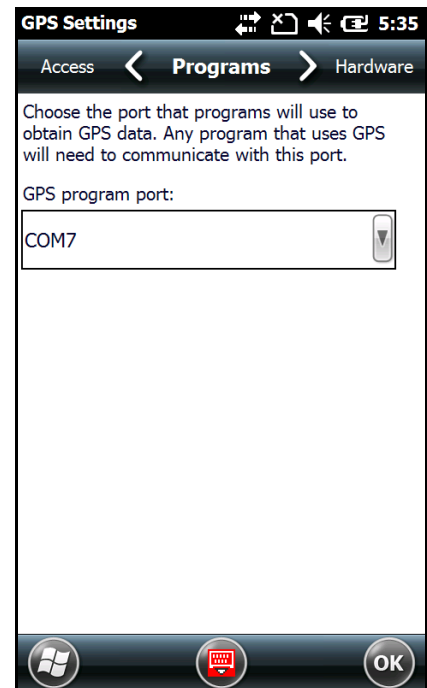 GPS Settings 5:35
Access Programs Hardware
Choose the port that programs will use to
obtain GPS data. Any program that uses GPS
will need to communicate with this port.
GPS program port:
COM7
OK